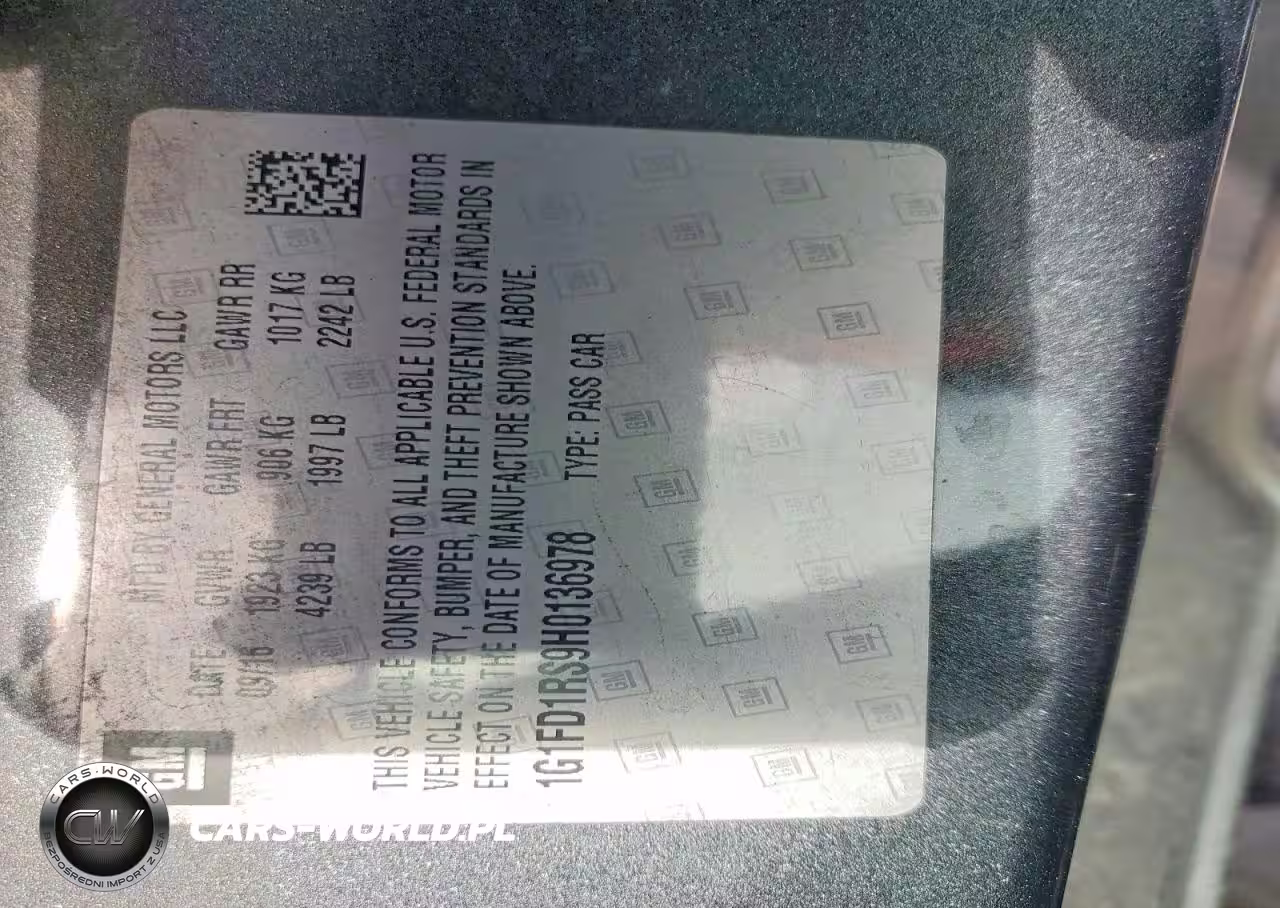 GM
MFD BY GENERAL MOTORS LLC
DATE GVWR GAWR FRT GAWR RR
09/16 1923 KG 906 KG 1017 KG
4239 LB 1997 LB 2242 LB
THIS VEHICLE CONFORMS TO ALL APPLICABLE U.S. FEDERAL MOTOR
VEHICLE SAFETY, BUMPER, AND THEFT PREVENTION STANDARDS IN
EFFECT ON THE DATE OF MANUFACTURE SHOWN ABOVE.
1G1FD1RS9H0136978 TYPE: PASS CAR
CARS-WORLD
CW
BEZPOŚREDNI IMPORT Z USA
CARS-WORLD.PL